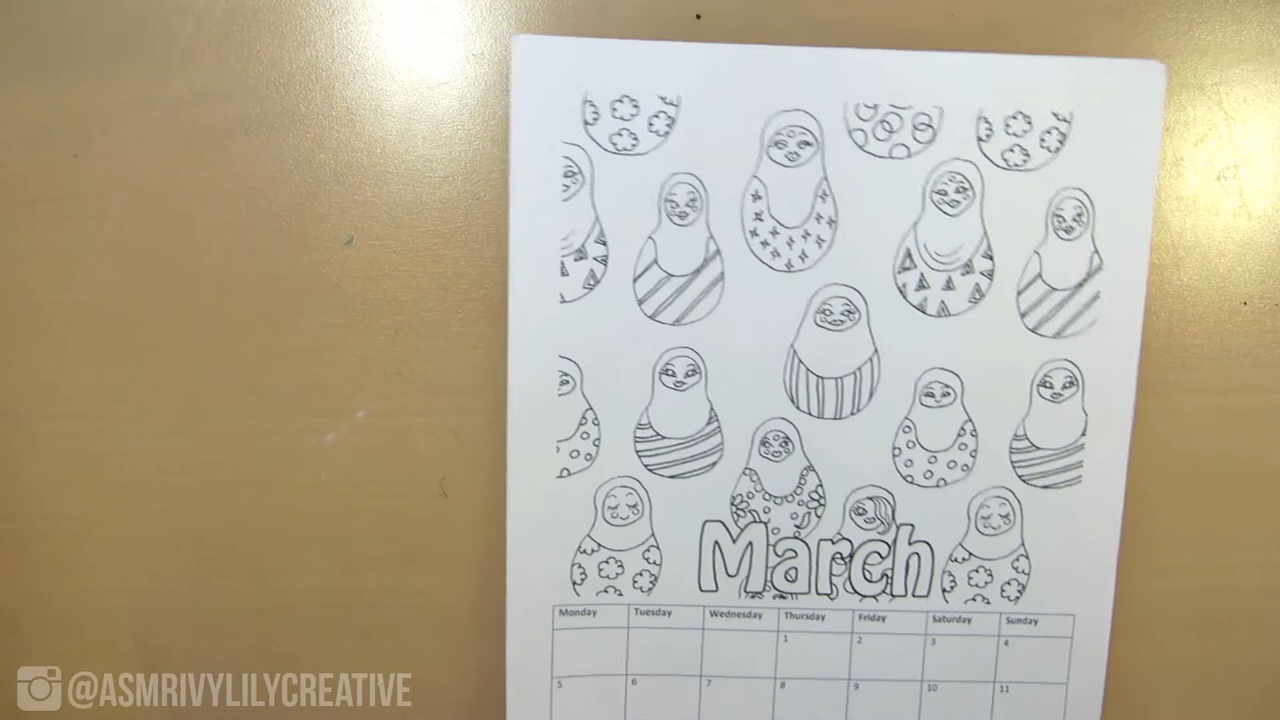 March
Monday Tuesday Wednesday Thursday Friday Saturday Sunday
1 2 3 4
5 6 7 8 9 10 11
@ASMRIVYLILYCREATIVE